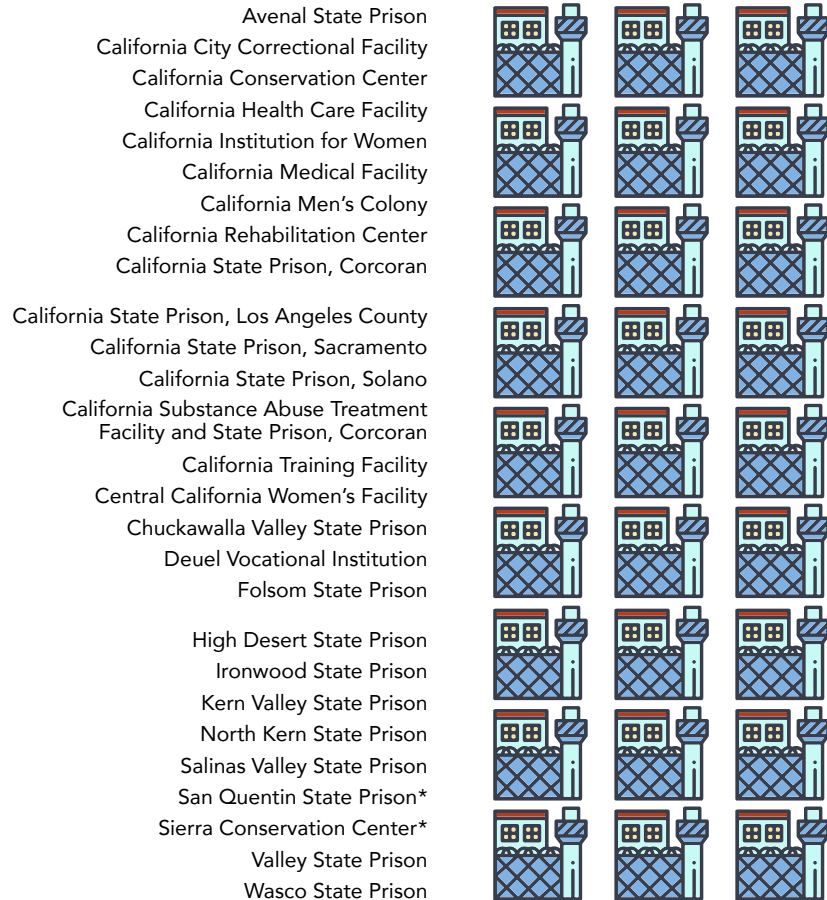 Avenal State Prison
California City Correctional Facility
California Conservation Center
California Health Care Facility
California Institution for Women
California Medical Facility
California Men’s Colony
California Rehabilitation Center
California State Prison, Corcoran
California State Prison, Los Angeles County
California State Prison, Sacramento
California State Prison, Solano
California Substance Abuse Treatment
Facility and State Prison, Corcoran
California Training Facility
Central California Women’s Facility
Chuckawalla Valley State Prison
Deuel Vocational Institution
Folsom State Prison
High Desert State Prison
Ironwood State Prison
Kern Valley State Prison
North Kern State Prison
Salinas Valley State Prison
San Quentin State Prison*
Sierra Conservation Center*
Valley State Prison
Wasco State Prison